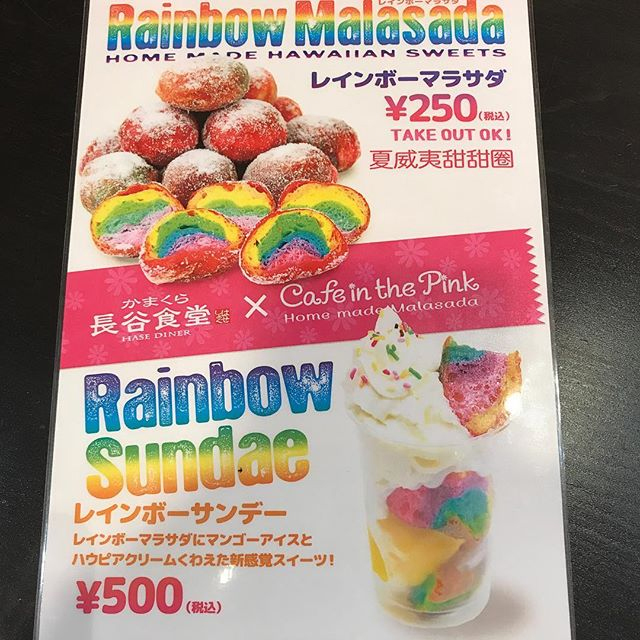 レインボーマラサダ
Rainbow Malasada
HOME MADE HAWAIIAN SWEETS
レインボーマラサダ
¥250(税込)
TAKE OUT OK!
夏威夷甜甜圈
かまくら
長谷食堂
HASE DINER
×
Cafe in the Pink
Home made Malasada
Rainbow
Sundae
レインボーサンデー
レインボーマラサダにマンゴーアイスと
ハウピアクリームくわえた新感覚スイーツ!
¥500(税込)